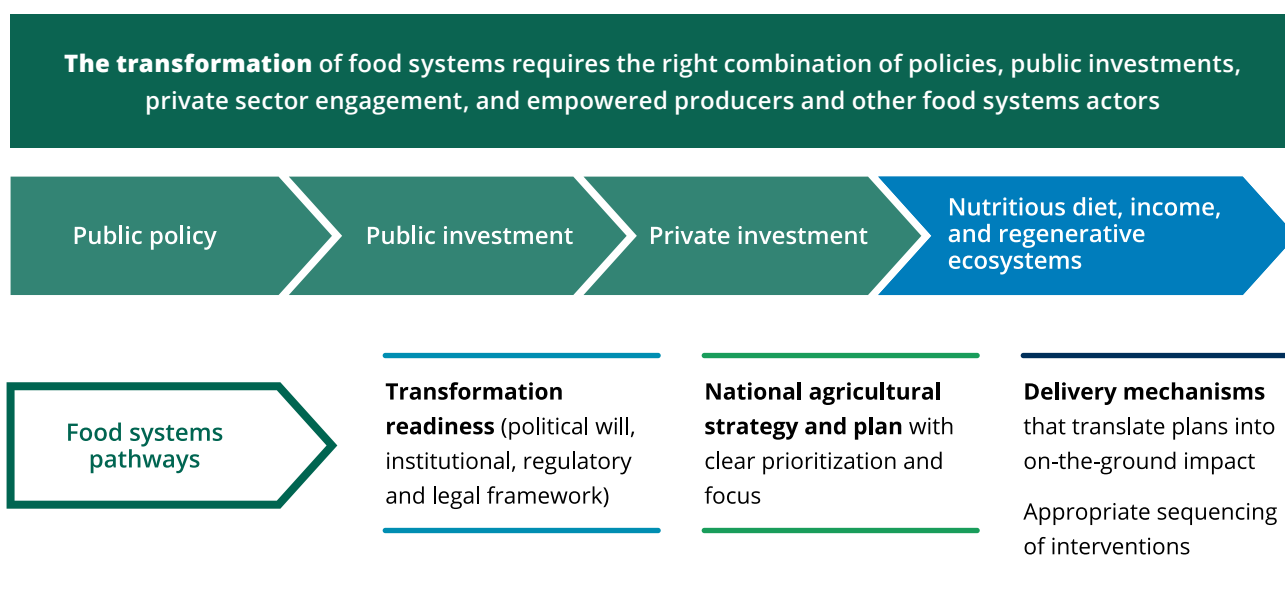 The transformation of food systems requires the right combination of policies, public investments,
private sector engagement, and empowered producers and other food systems actors
Public policy
Public investment
Private investment
Nutritious diet, income,
and regenerative
ecosystems
Food systems
pathways
Transformation
readiness (political will,
institutional, regulatory
and legal framework)
National agricultural
strategy and plan with
clear prioritization and
focus
Delivery mechanisms
that translate plans into
on-the-ground impact
Appropriate sequencing
of interventions